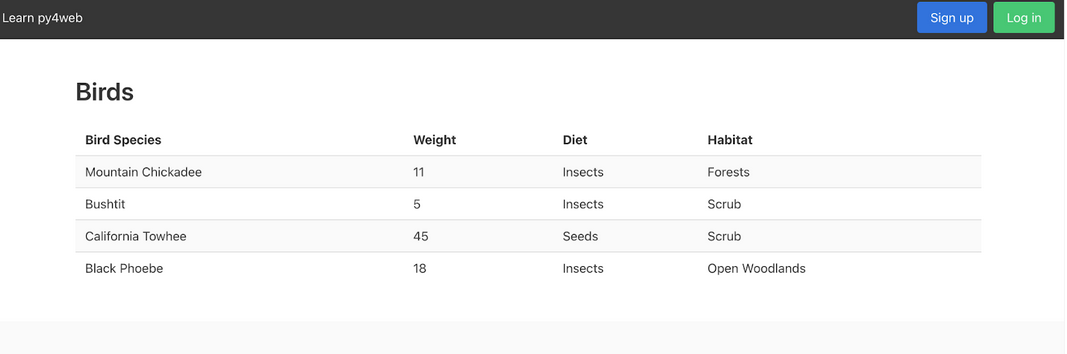 Learn py4web Sign up Log in
Birds
Bird Species Weight Diet Habitat
Mountain Chickadee 11 Insects Forests
Bushtit 5 Insects Scrub
California Towhee 45 Seeds Scrub
Black Phoebe 18 Insects Open Woodlands